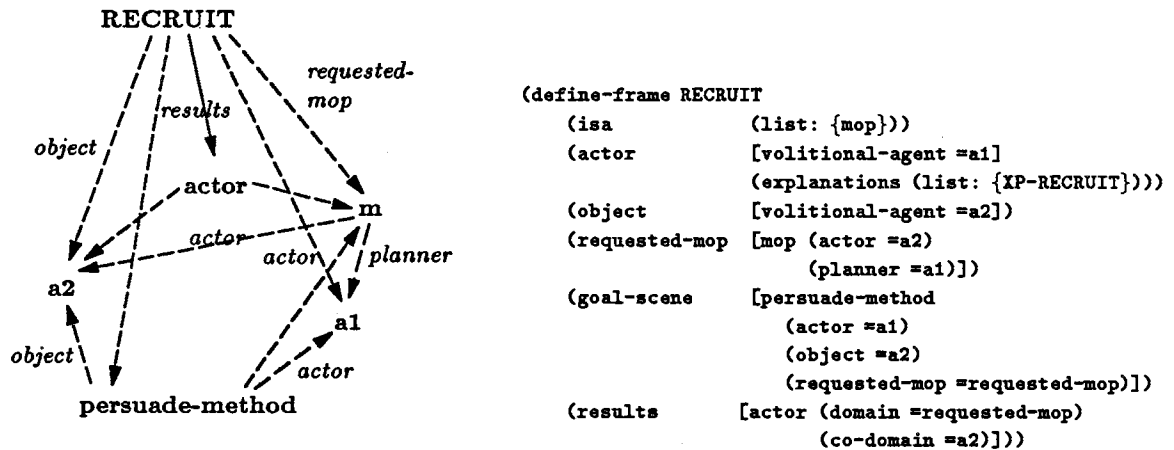 RECRUIT
requested-
mop
results
object
actor
m
actor
actor
planner
a2
a1
object
actor
persuade-method
(define-frame RECRUIT
(isa (list: {mop}))
(actor [volitional-agent =a1]
(explanations (list: {XP-RECRUIT})))
(object [volitional-agent =a2])
(requested-mop [mop (actor =a2)
(planner =a1)])
(goal-scene [persuade-method
(actor =a1)
(object =a2)
(requested-mop =requested-mop)])
(results [actor (domain =requested-mop)
(co-domain =a2)]))